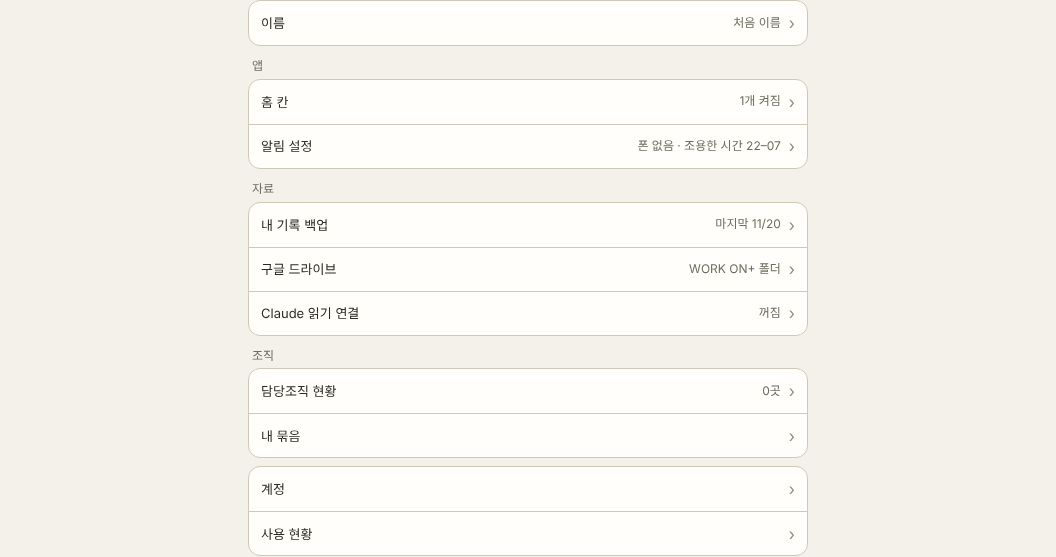 이름 처음 이름 ›
앱
홈 칸 1개 켜짐 ›
알림 설정 폰 없음 · 조용한 시간 22–07 ›
자료
내 기록 백업 마지막 11/20 ›
구글 드라이브 WORK ON+ 폴더 ›
Claude 읽기 연결 꺼짐 ›
조직
담당조직 현황 0곳 ›
내 묶음 ›
계정 ›
사용 현황 ›